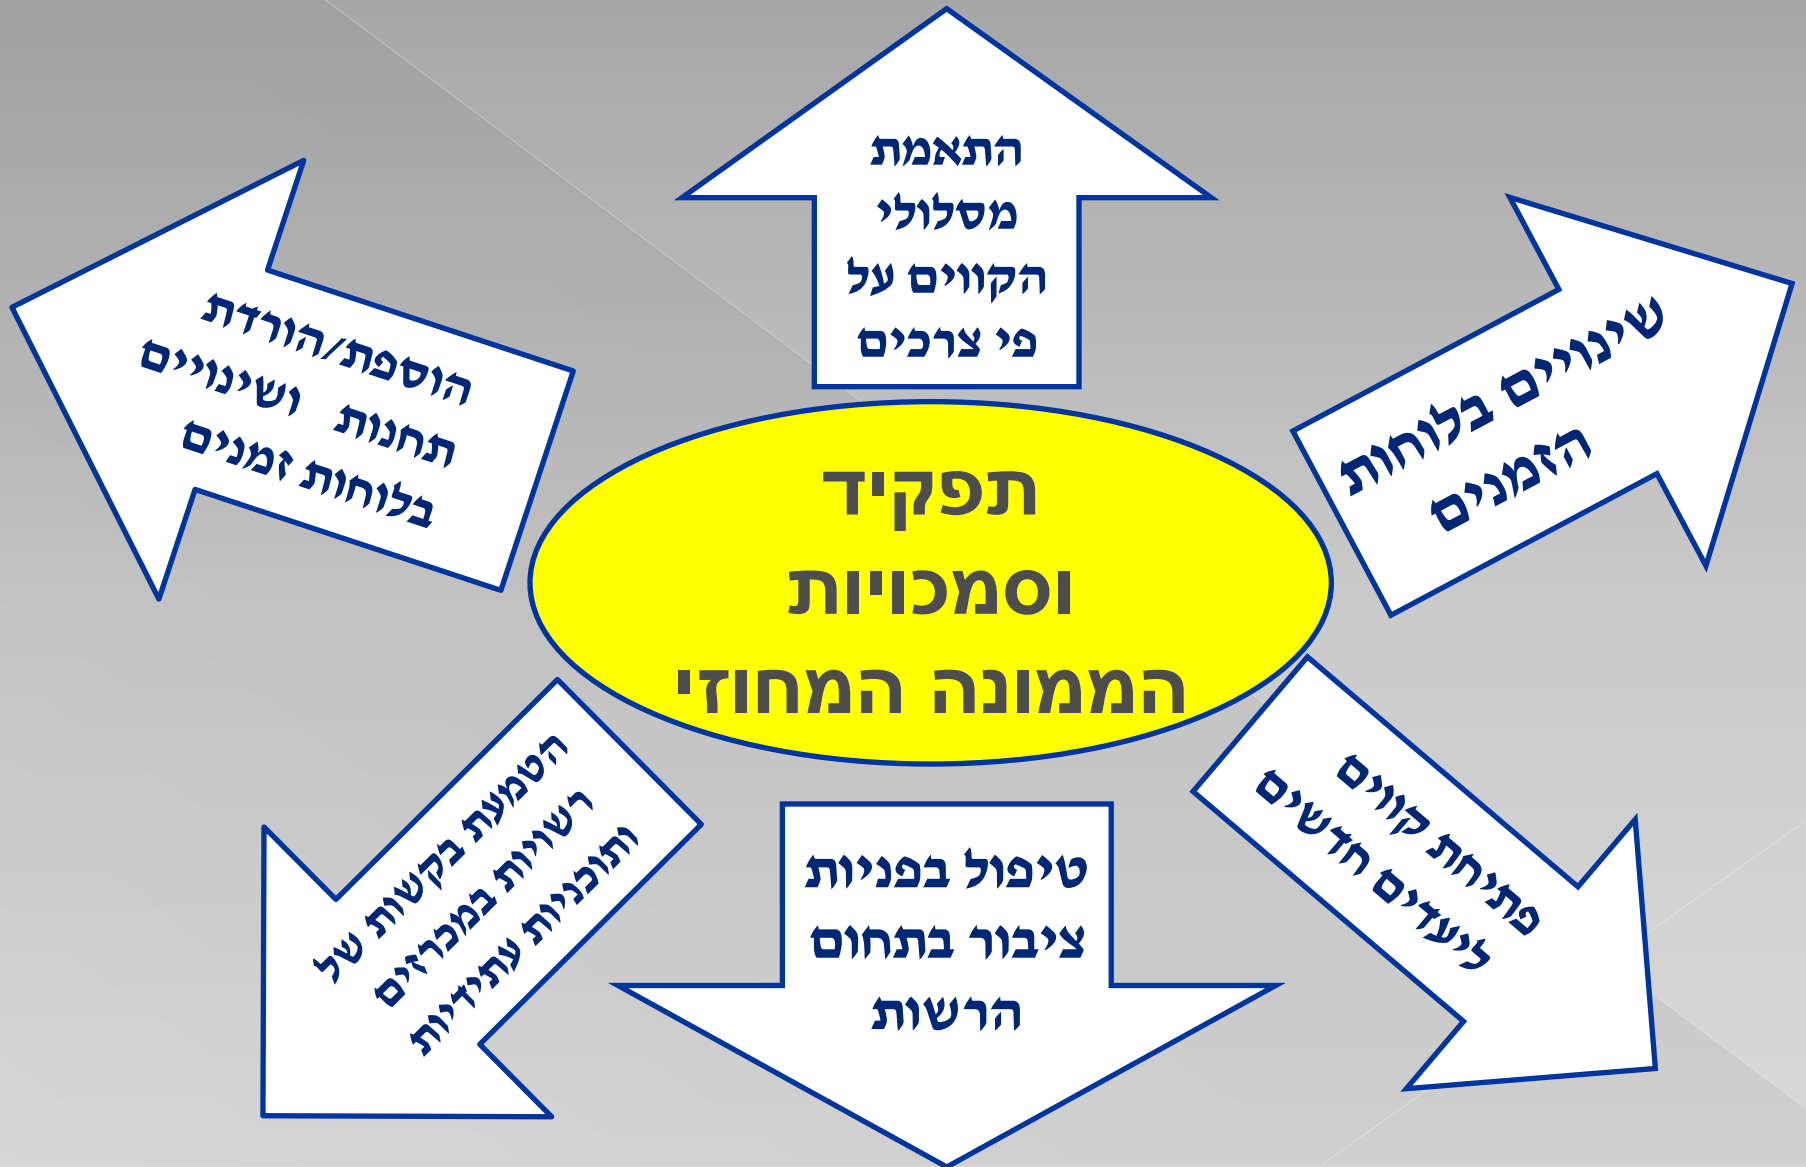 התאמת
מסלולי
הקווים על
פי צרכים
שינויים בלוחות
הזמנים
הוספת/הורדת
תחנות ושינויים
בלוחות זמנים
תפקיד
וסמכויות
הממונה המחוזי
פתיחת קווים
ליעדים חדשים
טיפול בפניות
ציבור בתחום
הרשות
הטמעת בקשות של
רשויות במכרזים
ותוכניות עתידיות